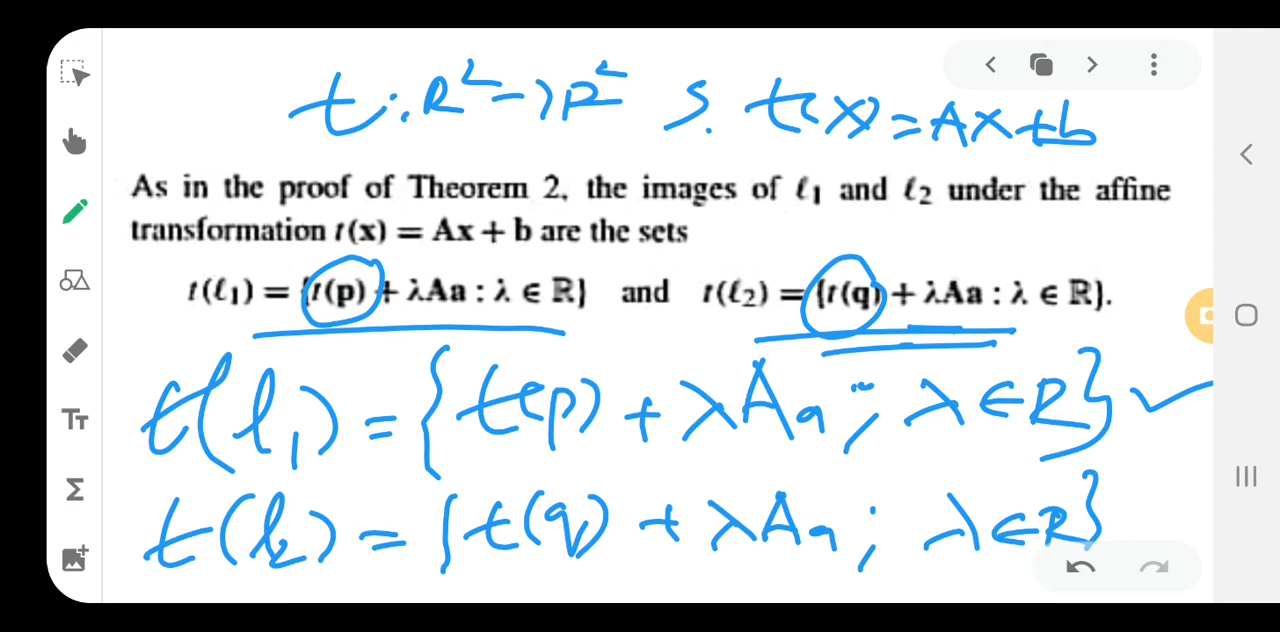 t: R² → R² s. t(x) = Ax + b
As in the proof of Theorem 2, the images of ℓ₁ and ℓ₂ under the affine
transformation t(x) = Ax + b are the sets
t(ℓ₁) = {t(p) + λAa : λ ∈ ℝ} and t(ℓ₂) = {t(q) + λAa : λ ∈ ℝ}.
t(l₁) = {t(p) + λAa ; λ ∈ R} ✓
t(l₂) = {t(q) + λAa ; λ ∈ R}
Tт
Σ